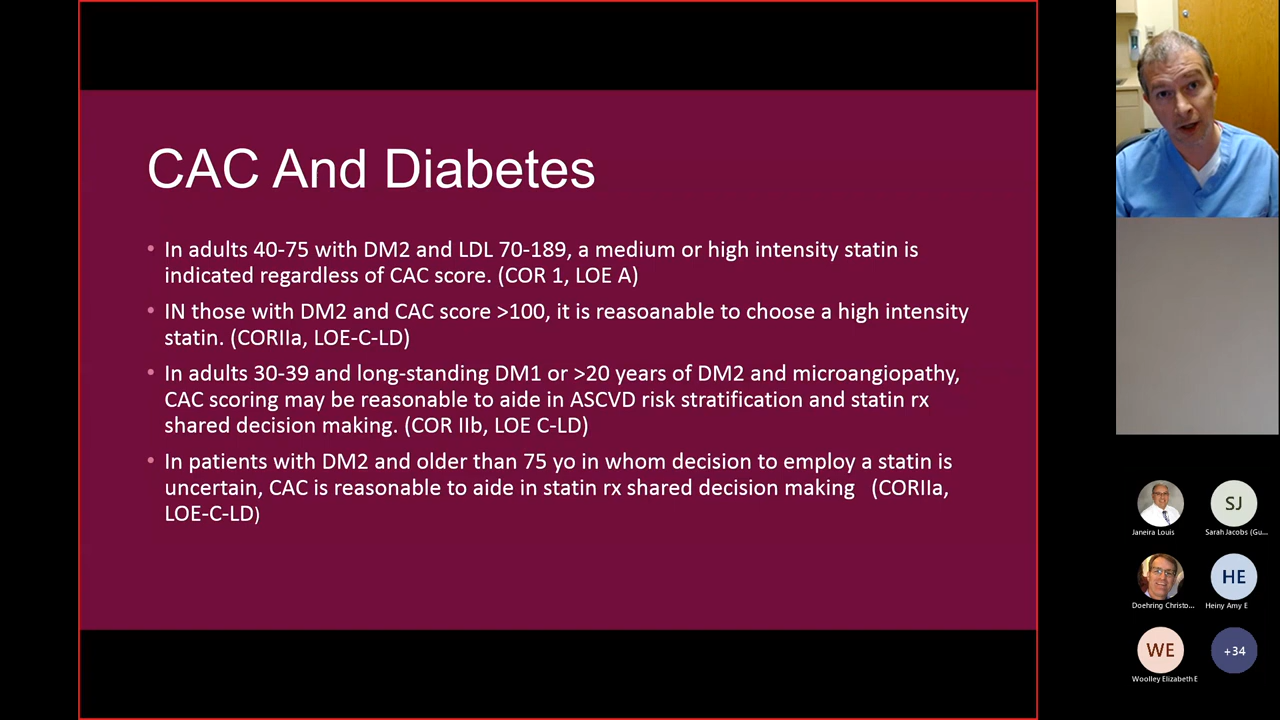 CAC And Diabetes
• In adults 40-75 with DM2 and LDL 70-189, a medium or high intensity statin is
indicated regardless of CAC score. (COR 1, LOE A)
• IN those with DM2 and CAC score >100, it is reasoanable to choose a high intensity
statin. (CORIIa, LOE-C-LD)
• In adults 30-39 and long-standing DM1 or >20 years of DM2 and microangiopathy,
CAC scoring may be reasonable to aide in ASCVD risk stratification and statin rx
shared decision making. (COR IIb, LOE C-LD)
• In patients with DM2 and older than 75 yo in whom decision to employ a statin is
uncertain, CAC is reasonable to aide in statin rx shared decision making (CORIIa,
LOE-C-LD)
SJ
Janeira Louis
Sarah Jacobs (Gu...
HE
Doehring Christo...
Heiny Amy E
WE
+34
Woolley Elizabeth E